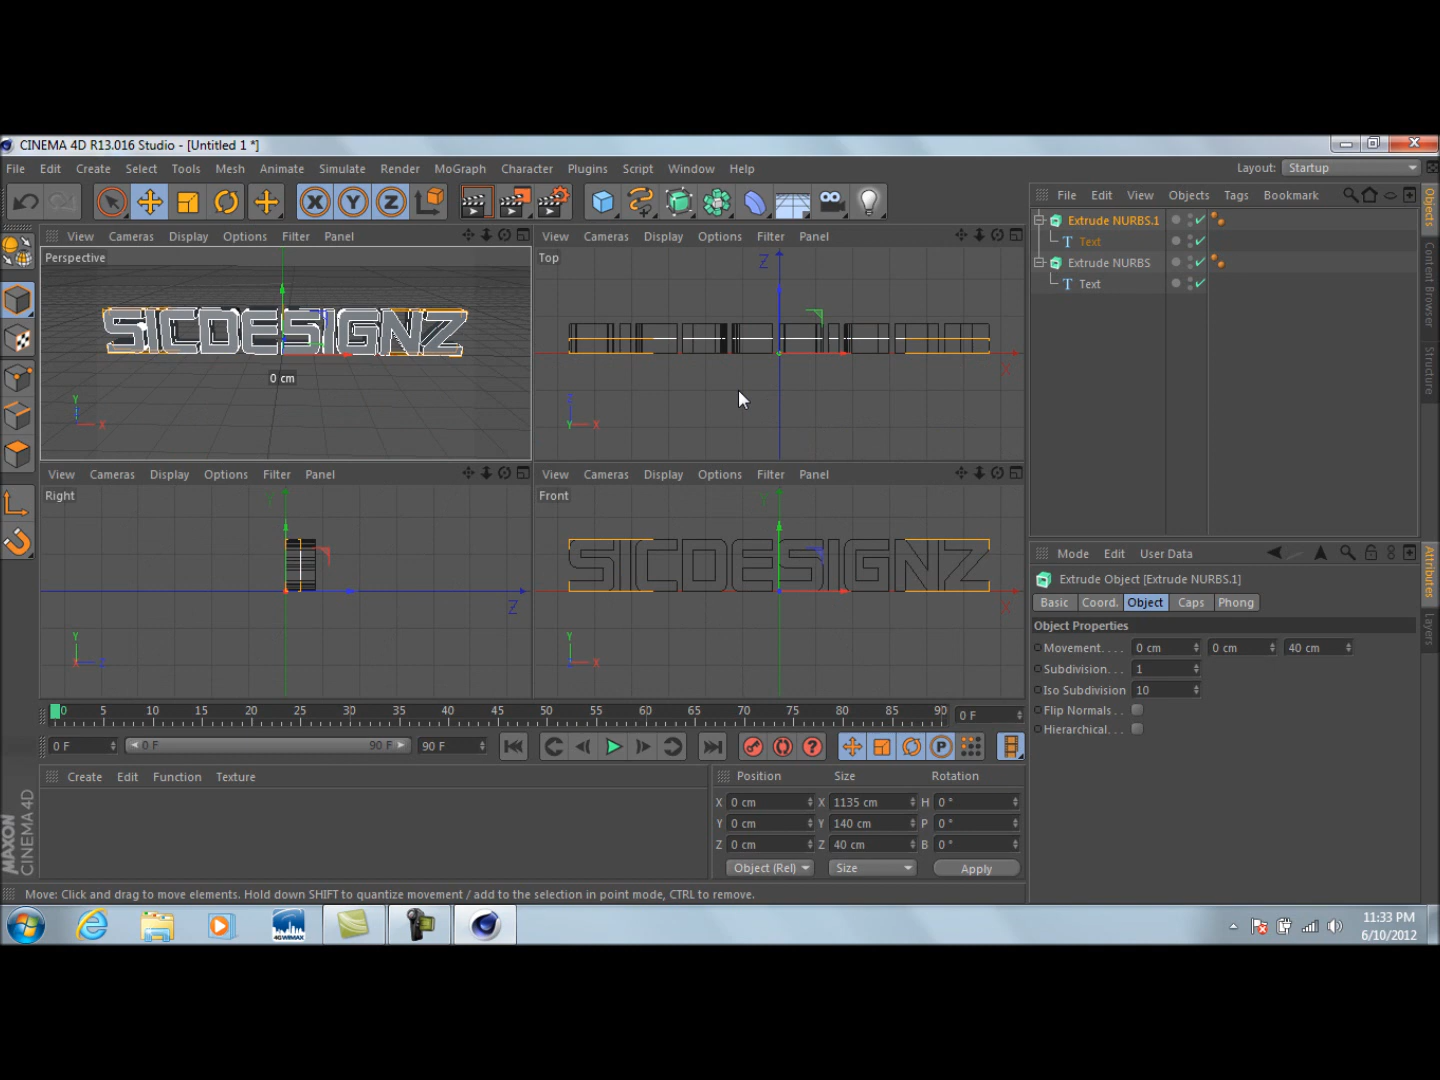 CINEMA 4D R13.016 Studio - [Untitled 1 *]
File Edit Create Select Tools Mesh Animate Simulate Render MoGraph Character Plugins Script Window Help Layout: Startup
File Edit View Objects Tags Bookmark
Extrude NURBS.1
Text
Extrude NURBS
Text
Objects
Content Browser
Structure
View Cameras Display Options Filter Panel
Perspective
SICDESIGNZ
0 cm
Y
X
View Cameras Display Options Filter Panel
Top
Z
X
Z
Y X
View Cameras Display Options Filter Panel
Right
Y
Z
Y
X Z
View Cameras Display Options Filter Panel
Front
Y
SICDESIGNZ
X
Y
Z X
Mode Edit User Data
Extrude Object [Extrude NURBS.1]
Basic Coord. Object Caps Phong
Object Properties
Movement. . . . 0 cm 0 cm 40 cm
Subdivision. . . 1
Iso Subdivision 10
Flip Normals . .
Hierarchical. . .
Attributes
Layers
0 5 10 15 20 25 30 35 40 45 50 55 60 65 70 75 80 85 90 0 F
0 F 0 F 90 F 90 F
P
Create Edit Function Texture
Position Size Rotation
X 0 cm X 1135 cm H 0 °
Y 0 cm Y 140 cm P 0 °
Z 0 cm Z 40 cm B 0 °
Object (Rel) Size Apply
MAXON
CINEMA 4D
Move: Click and drag to move elements. Hold down SHIFT to quantize movement / add to the selection in point mode, CTRL to remove.
4G WIMAX
11:33 PM
6/10/2012